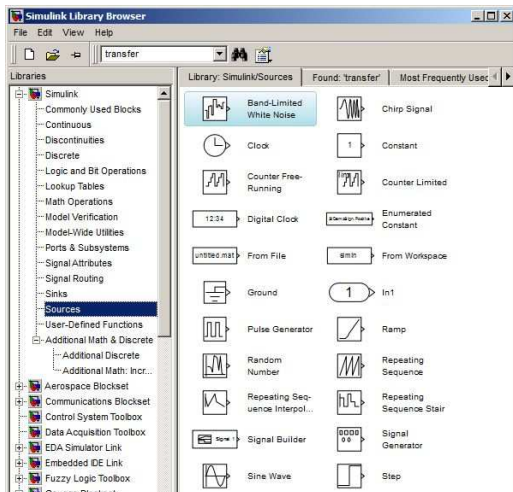 Simulink Library Browser
File Edit View Help
transfer
Libraries
Library: Simulink/Sources
Found: 'transfer'
Most Frequently Used
Simulink
Commonly Used Blocks
Continuous
Discontinuities
Discrete
Logic and Bit Operations
Lookup Tables
Math Operations
Model Verification
Model-Wide Utilities
Ports & Subsystems
Signal Attributes
Signal Routing
Sinks
Sources
User-Defined Functions
Additional Math & Discrete
Additional Discrete
Additional Math: Incr...
Aerospace Blockset
Communications Blockset
Control System Toolbox
Data Acquisition Toolbox
EDA Simulator Link
Embedded IDE Link
Fuzzy Logic Toolbox
Band-Limited
White Noise
Chirp Signal
Clock
1
Constant
Counter Free-
Running
Counter Limited
12:34
Digital Clock
Enumerated
Constant
untitled.mat
From File
simin
From Workspace
Ground
1
In1
Pulse Generator
Ramp
Random
Number
Repeating
Sequence
Repeating Seq-
uence Interpol...
Repeating
Sequence Stair
Signal 1
Signal Builder
Signal
Generator
Sine Wave
Step